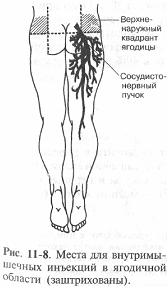 Верхне-
наружный
квадрант
ягодицы
Сосудисто-
нервный
пучок
Рис. 11-8. Места для внутримы-
шечных инъекций в ягодичной
области (заштрихованы).